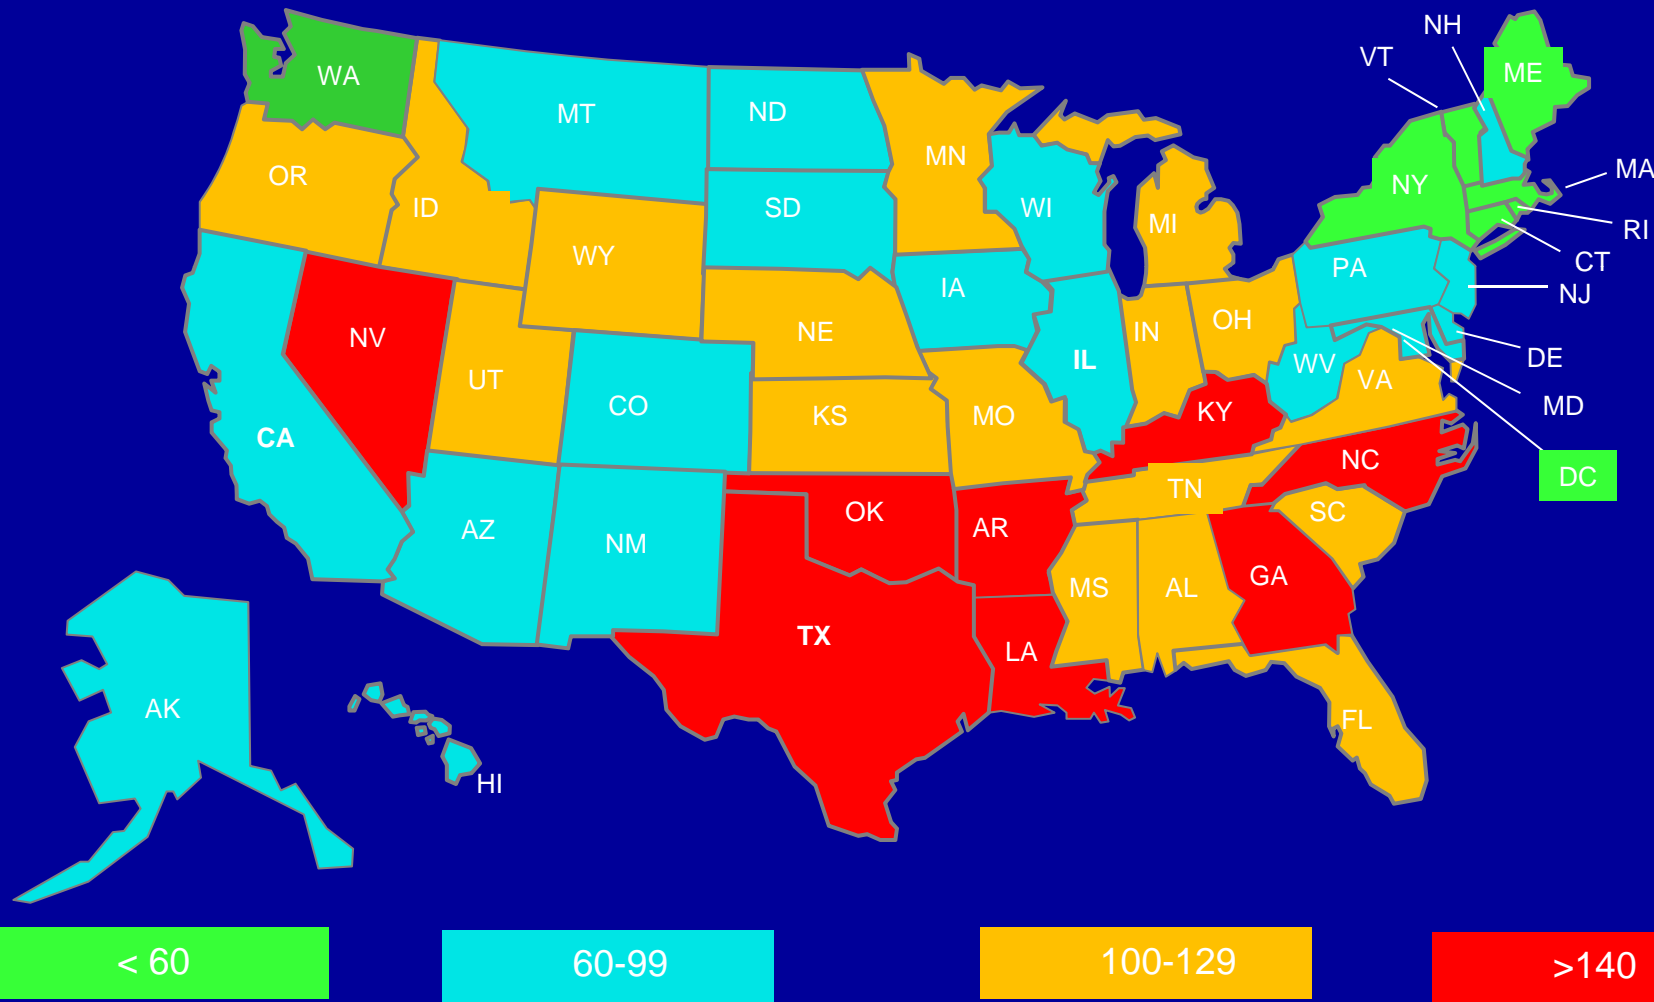 NH
VT
ME
WA
MT
ND
MN
MA
OR
NY
ID
SD
WI
MI
RI
WY
PA
CT
IA
NJ
NE
IN
OH
NV
DE
IL
WV
UT
VA
CO
MD
KS
MO
KY
CA
NC
DC
TN
OK
SC
AR
AZ
NM
GA
MS
AL
TX
LA
AK
FL
HI
< 60
60-99
100-129
>140